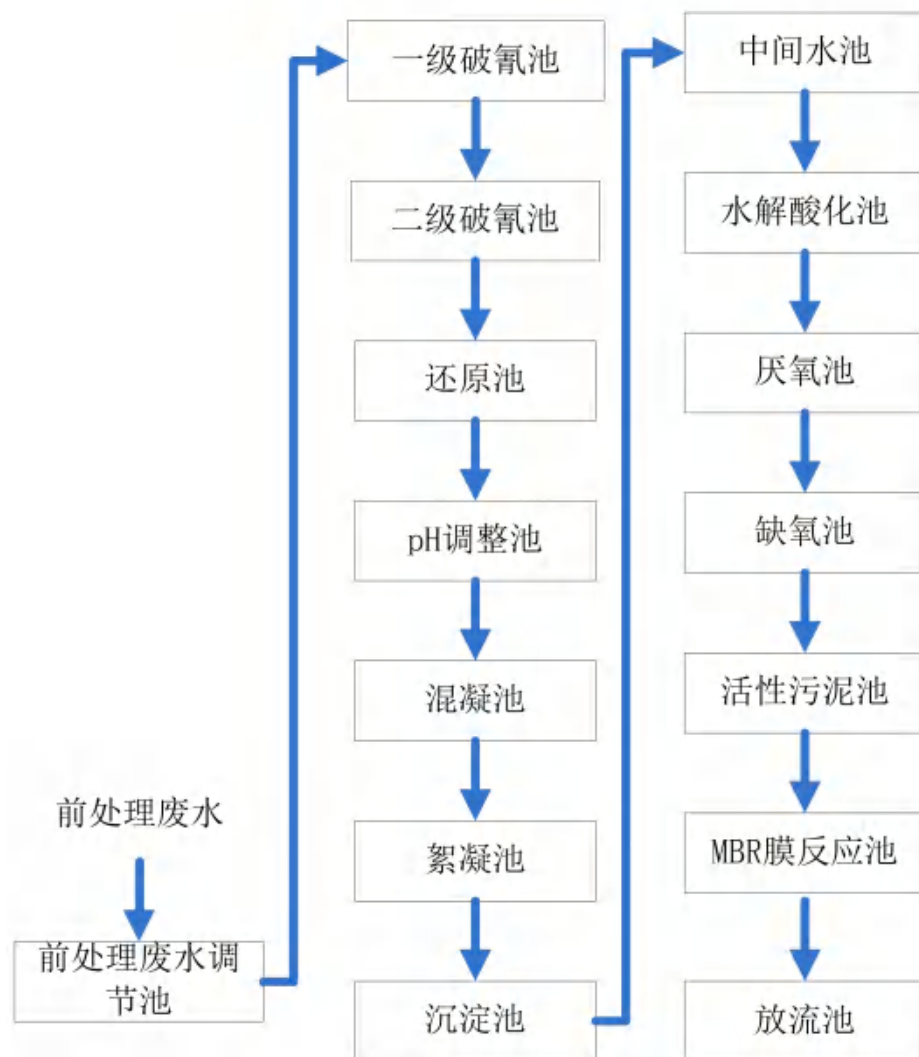 前处理废水
前处理废水调
节池
一级破氰池
二级破氰池
还原池
pH调整池
混凝池
絮凝池
沉淀池
中间水池
水解酸化池
厌氧池
缺氧池
活性污泥池
MBR膜反应池
放流池